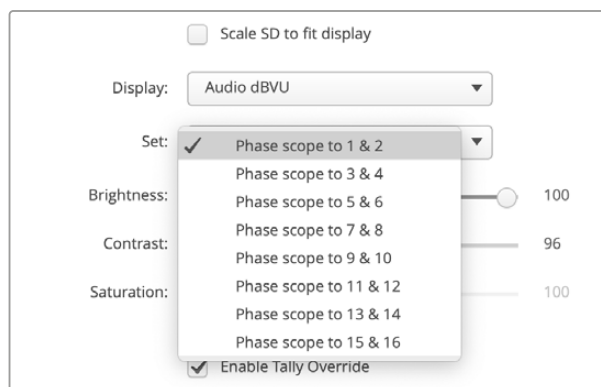 Scale SD to fit display
Display: Audio dBVU
Set: Phase scope to 1 & 2
Phase scope to 3 & 4
Phase scope to 5 & 6
Brightness: 100
Phase scope to 7 & 8
Contrast: 96
Phase scope to 9 & 10
Saturation: 100
Phase scope to 11 & 12
Phase scope to 13 & 14
Phase scope to 15 & 16
Enable Tally Override